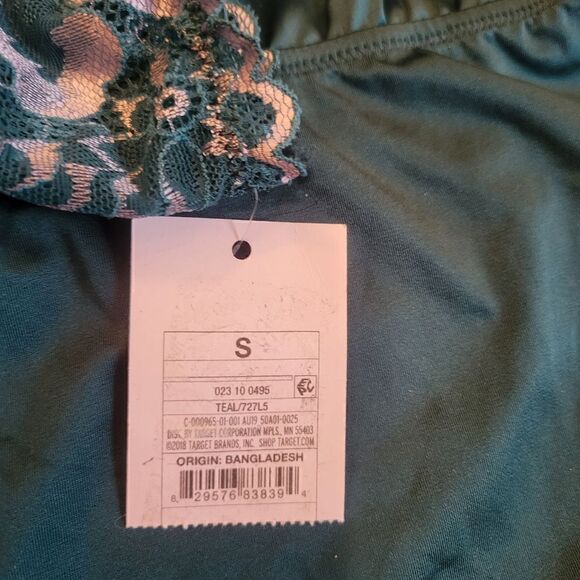 S
023 10 0495
TEAL/727L5
C-000965-01-001 AU19 50A01-0025
DIST. BY TARGET CORPORATION MPLS., MN 55403
©2018 TARGET BRANDS, INC. SHOP TARGET.COM
ORIGIN: BANGLADESH
8 29576 83839 4